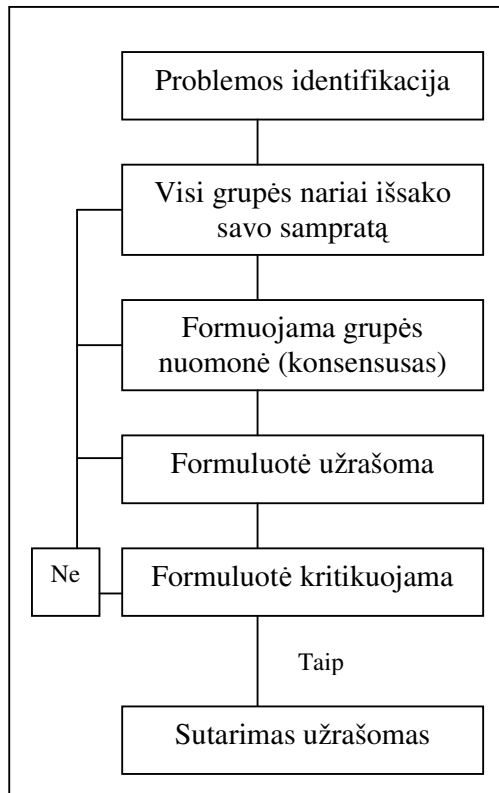 Problemos identifikacija
Visi grupės nariai išsako
savo sampratą
Formuojama grupės
nuomonė (konsensusas)
Formuluotė užrašoma
Ne
Formuluotė kritikuojama
Taip
Sutarimas užrašomas